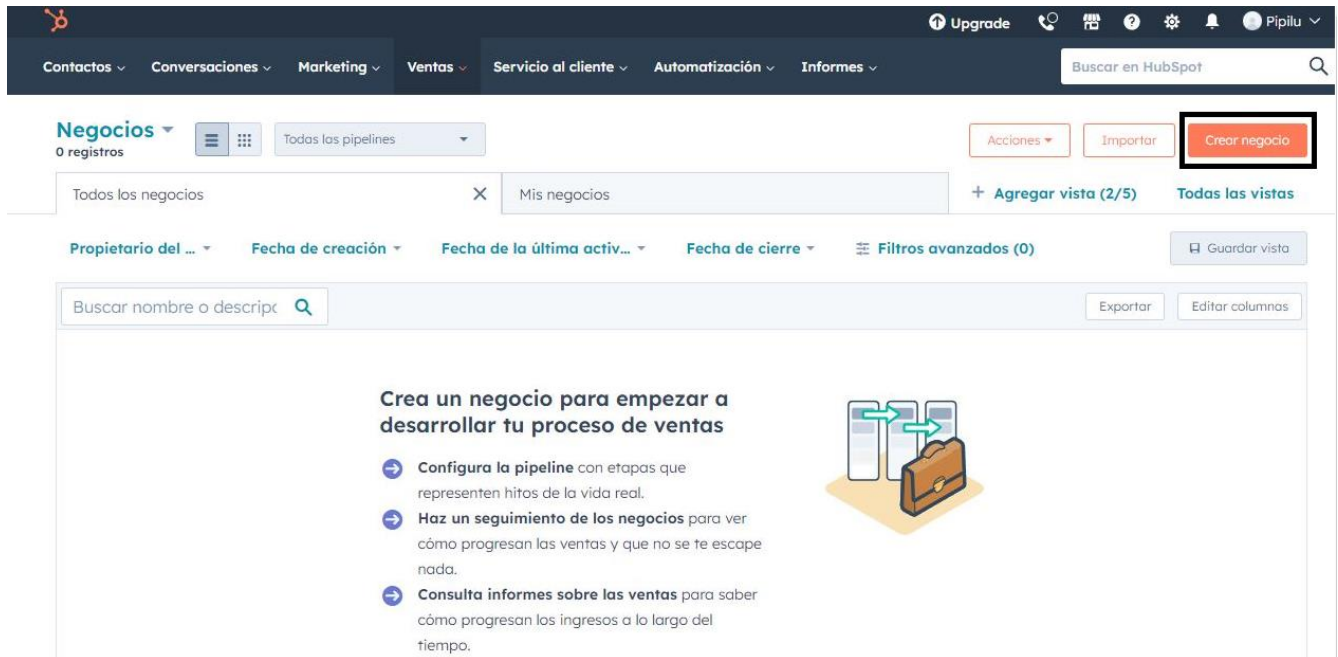 Upgrade Pipilu
Contactos Conversaciones Marketing Ventas Servicio al cliente Automatización Informes Buscar en HubSpot
Negocios
0 registros
Todas las pipelines
Acciones Importar Crear negocio
Todos los negocios Mis negocios + Agregar vista (2/5) Todas las vistas
Propietario del ... Fecha de creación Fecha de la última activ... Fecha de cierre Filtros avanzados (0) Guardar vista
Buscar nombre o descripc Exportar Editar columnas
Crea un negocio para empezar a
desarrollar tu proceso de ventas
Configura la pipeline con etapas que
representen hitos de la vida real.
Haz un seguimiento de los negocios para ver
cómo progresan las ventas y que no se te escape
nada.
Consulta informes sobre las ventas para saber
cómo progresan los ingresos a lo largo del
tiempo.